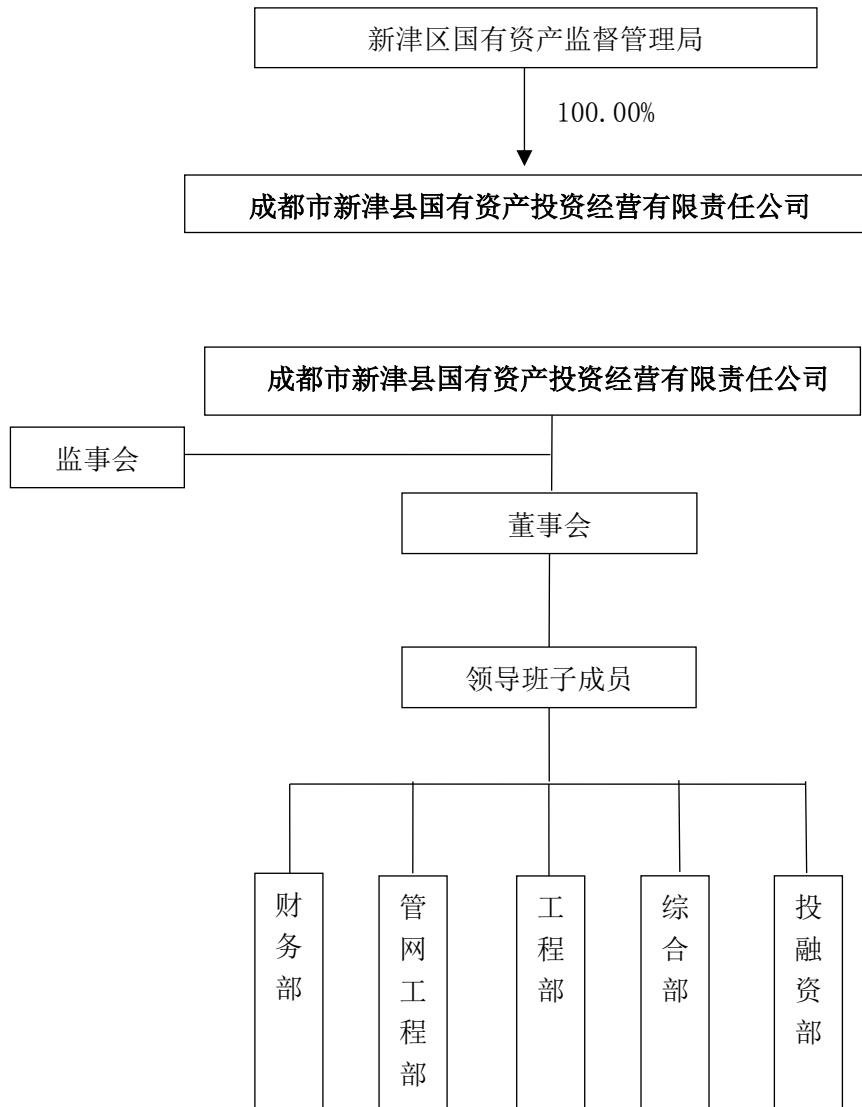 新津区国有资产监督管理局
100.00%
成都市新津县国有资产投资经营有限责任公司
成都市新津县国有资产投资经营有限责任公司
监事会
董事会
领导班子成员
财务部
管网工程部
工程部
综合部
投融资部